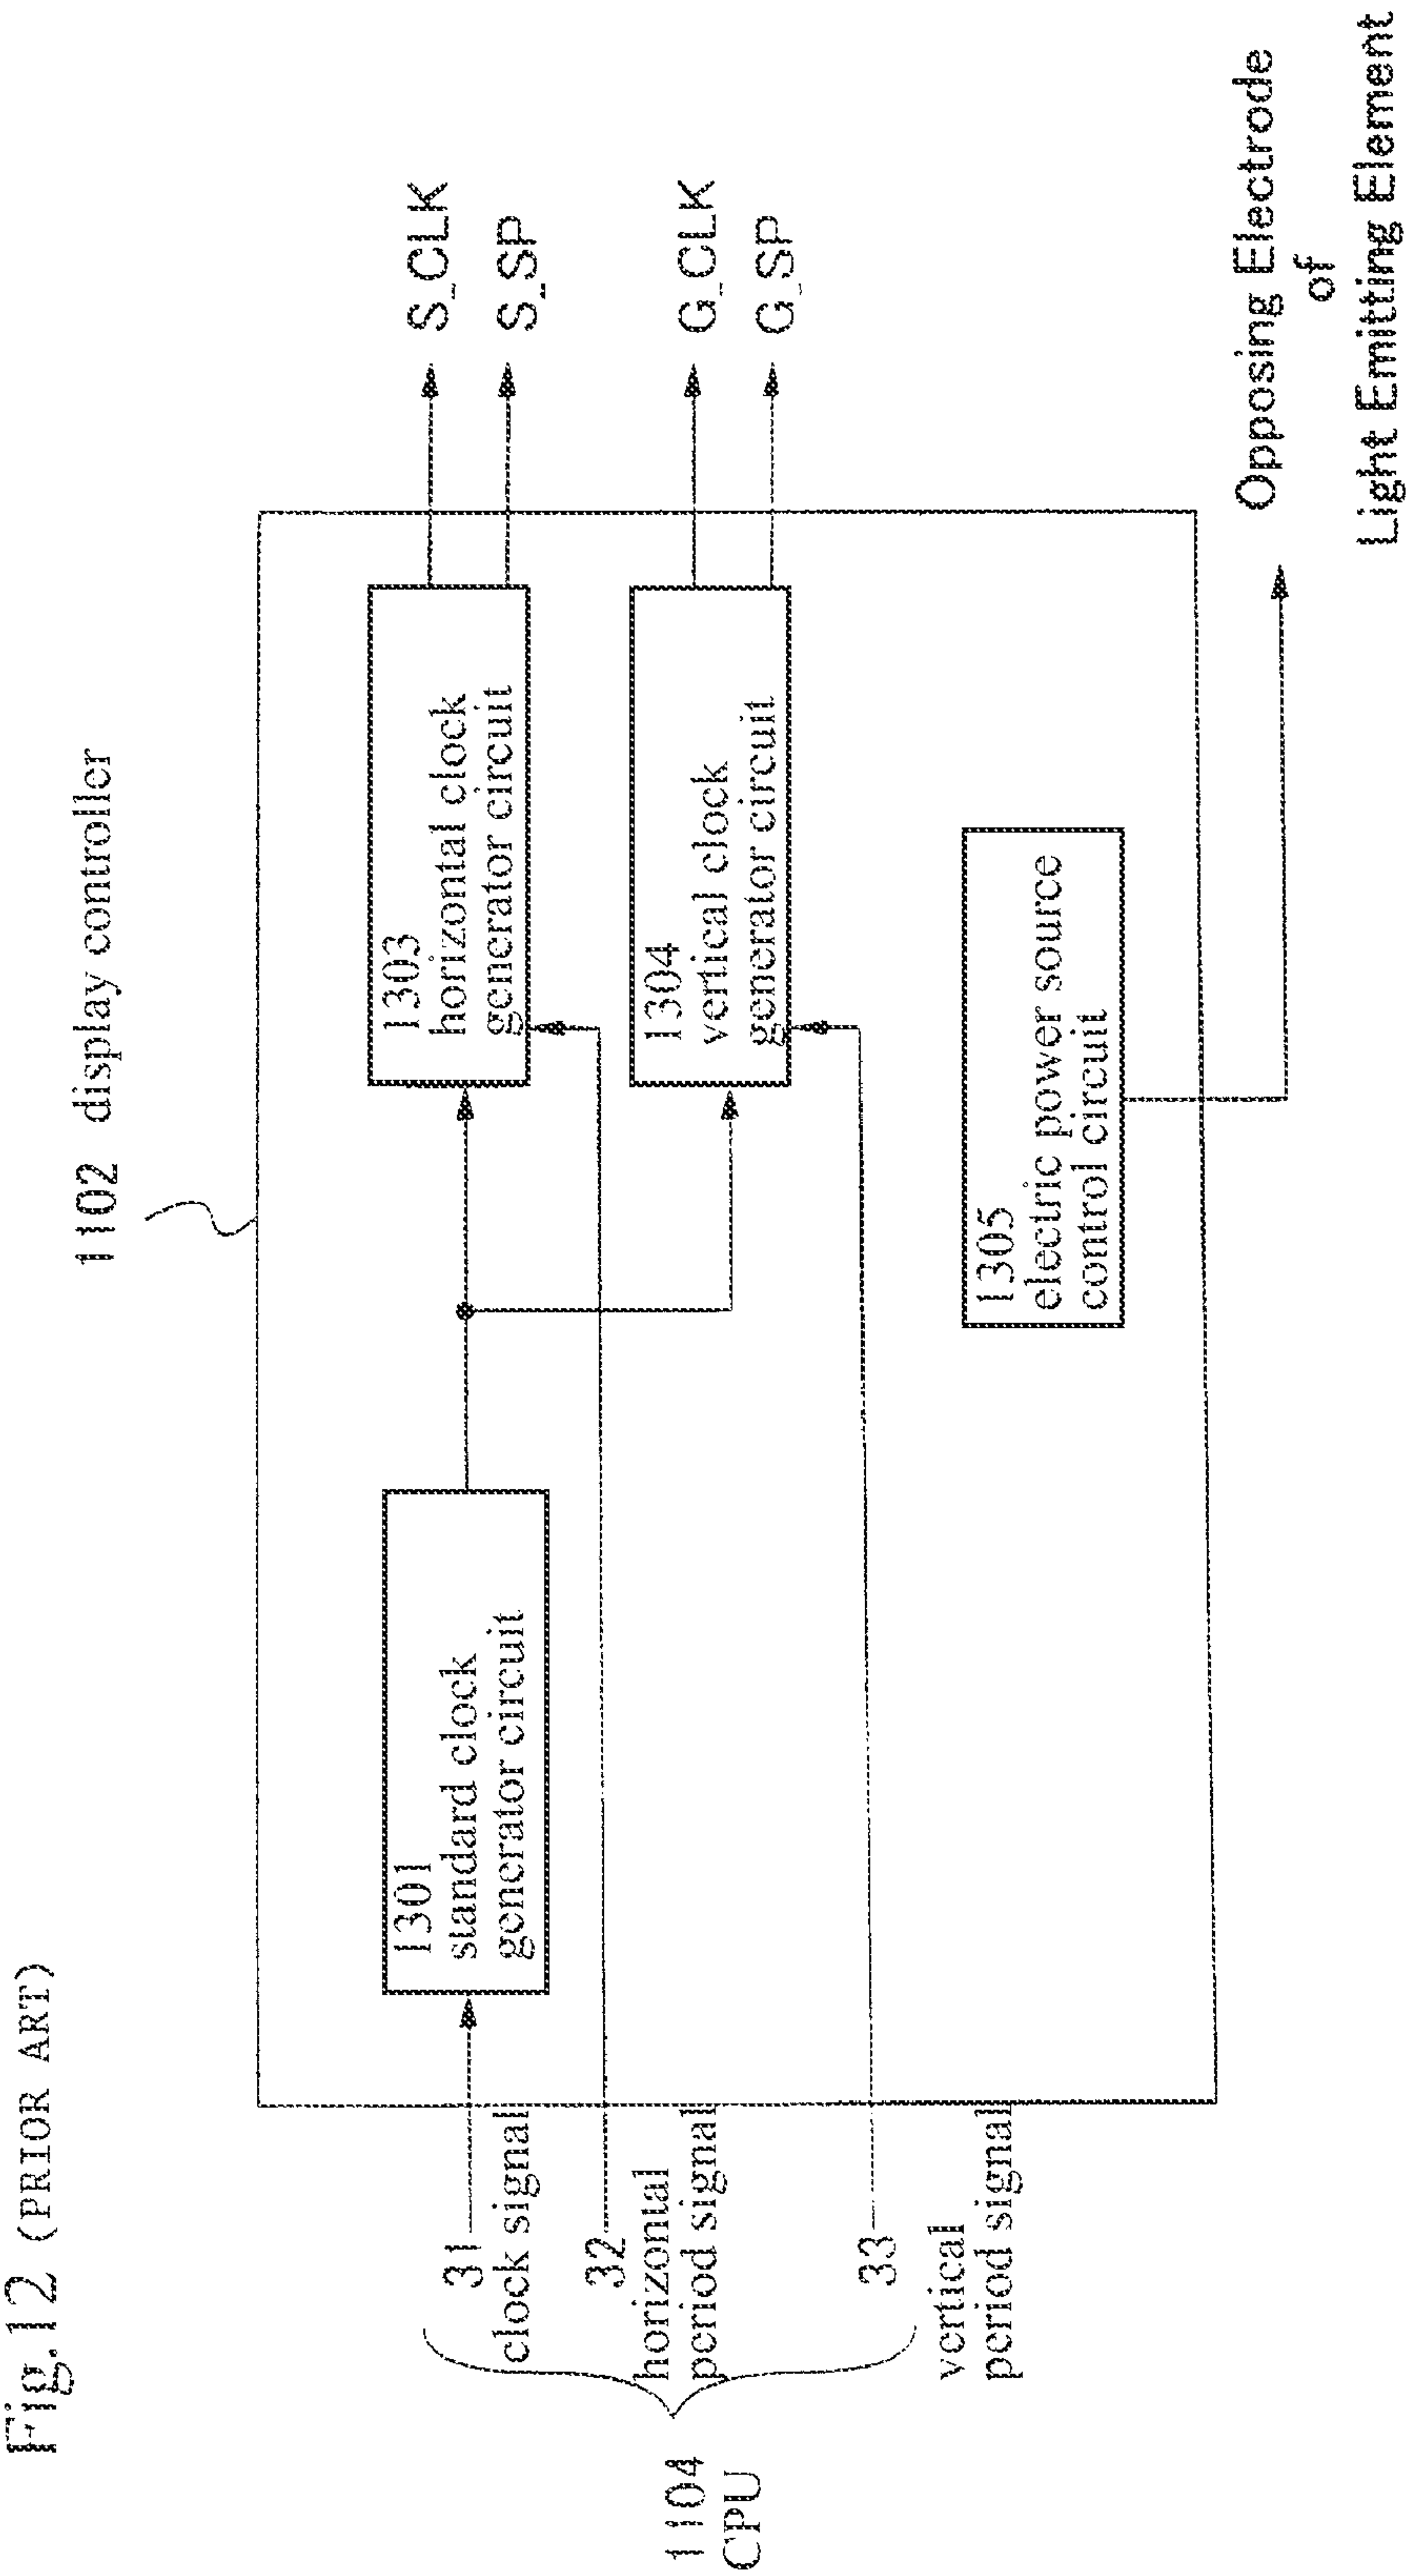 Fig.12 (PRIOR ART)
1102 display controller
1104
CPU
31
clock signal
32
horizontal
period signal
33
vertical
period signal
1301
standard clock
generator circuit
1303
horizontal clock
generator circuit
1304
vertical clock
generator circuit
1305
electric power source
control circuit
S_CLK
S_SP
G_CLK
G_SP
Opposing Electrode
of
Light Emitting Element